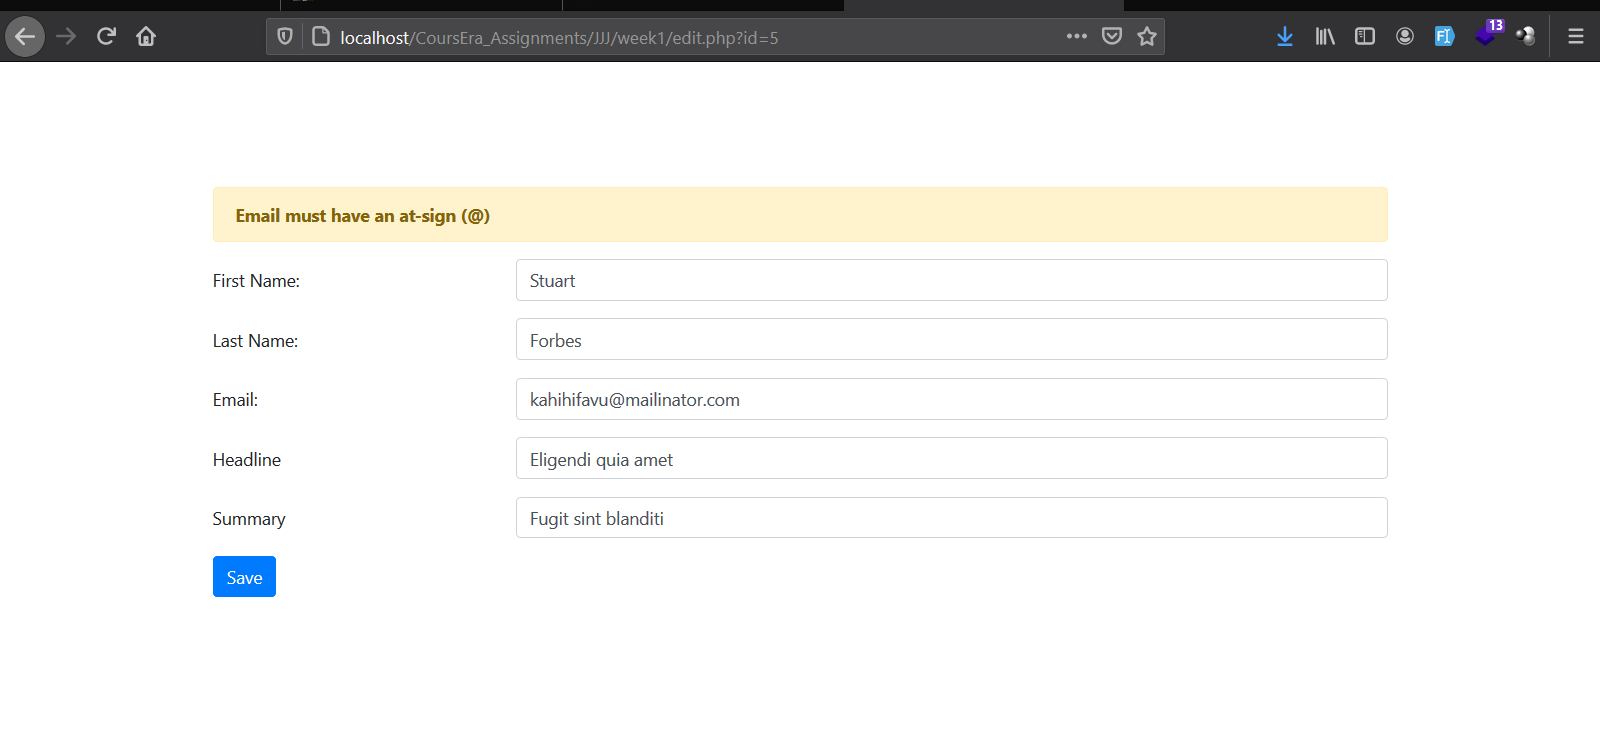 localhost/CoursEra_Assignments/JJJ/week1/edit.php?id=5
13
Email must have an at-sign (@)
First Name:
Stuart
Last Name:
Forbes
Email:
kahihifavu@mailinator.com
Headline
Eligendi quia amet
Summary
Fugit sint blanditi
Save